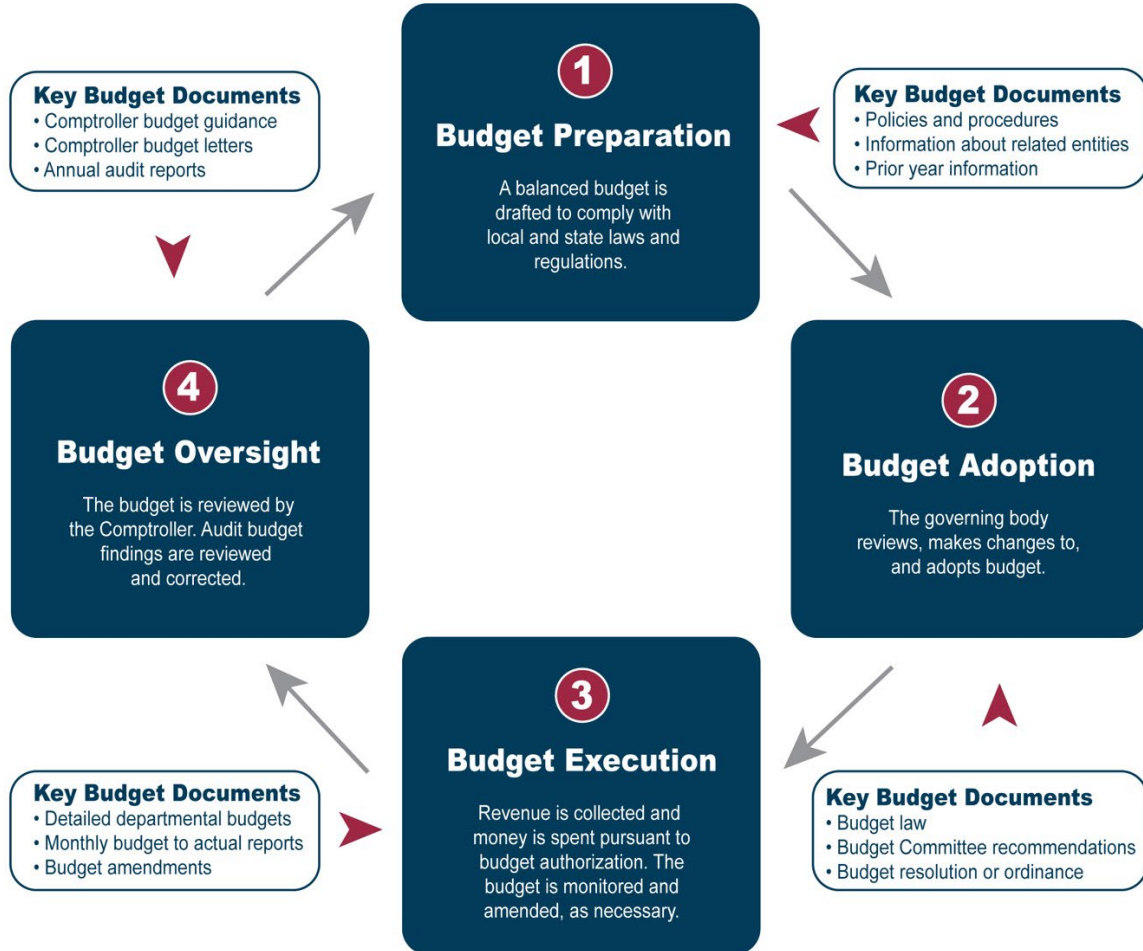 1
Budget Preparation
A balanced budget is
drafted to comply with
local and state laws and
regulations.
Key Budget Documents
• Policies and procedures
• Information about related entities
• Prior year information
2
Budget Adoption
The governing body
reviews, makes changes to,
and adopts budget.
Key Budget Documents
• Budget law
• Budget Committee recommendations
• Budget resolution or ordinance
3
Budget Execution
Revenue is collected and
money is spent pursuant to
budget authorization. The
budget is monitored and
amended, as necessary.
Key Budget Documents
• Detailed departmental budgets
• Monthly budget to actual reports
• Budget amendments
4
Budget Oversight
The budget is reviewed by
the Comptroller. Audit budget
findings are reviewed
and corrected.
Key Budget Documents
• Comptroller budget guidance
• Comptroller budget letters
• Annual audit reports